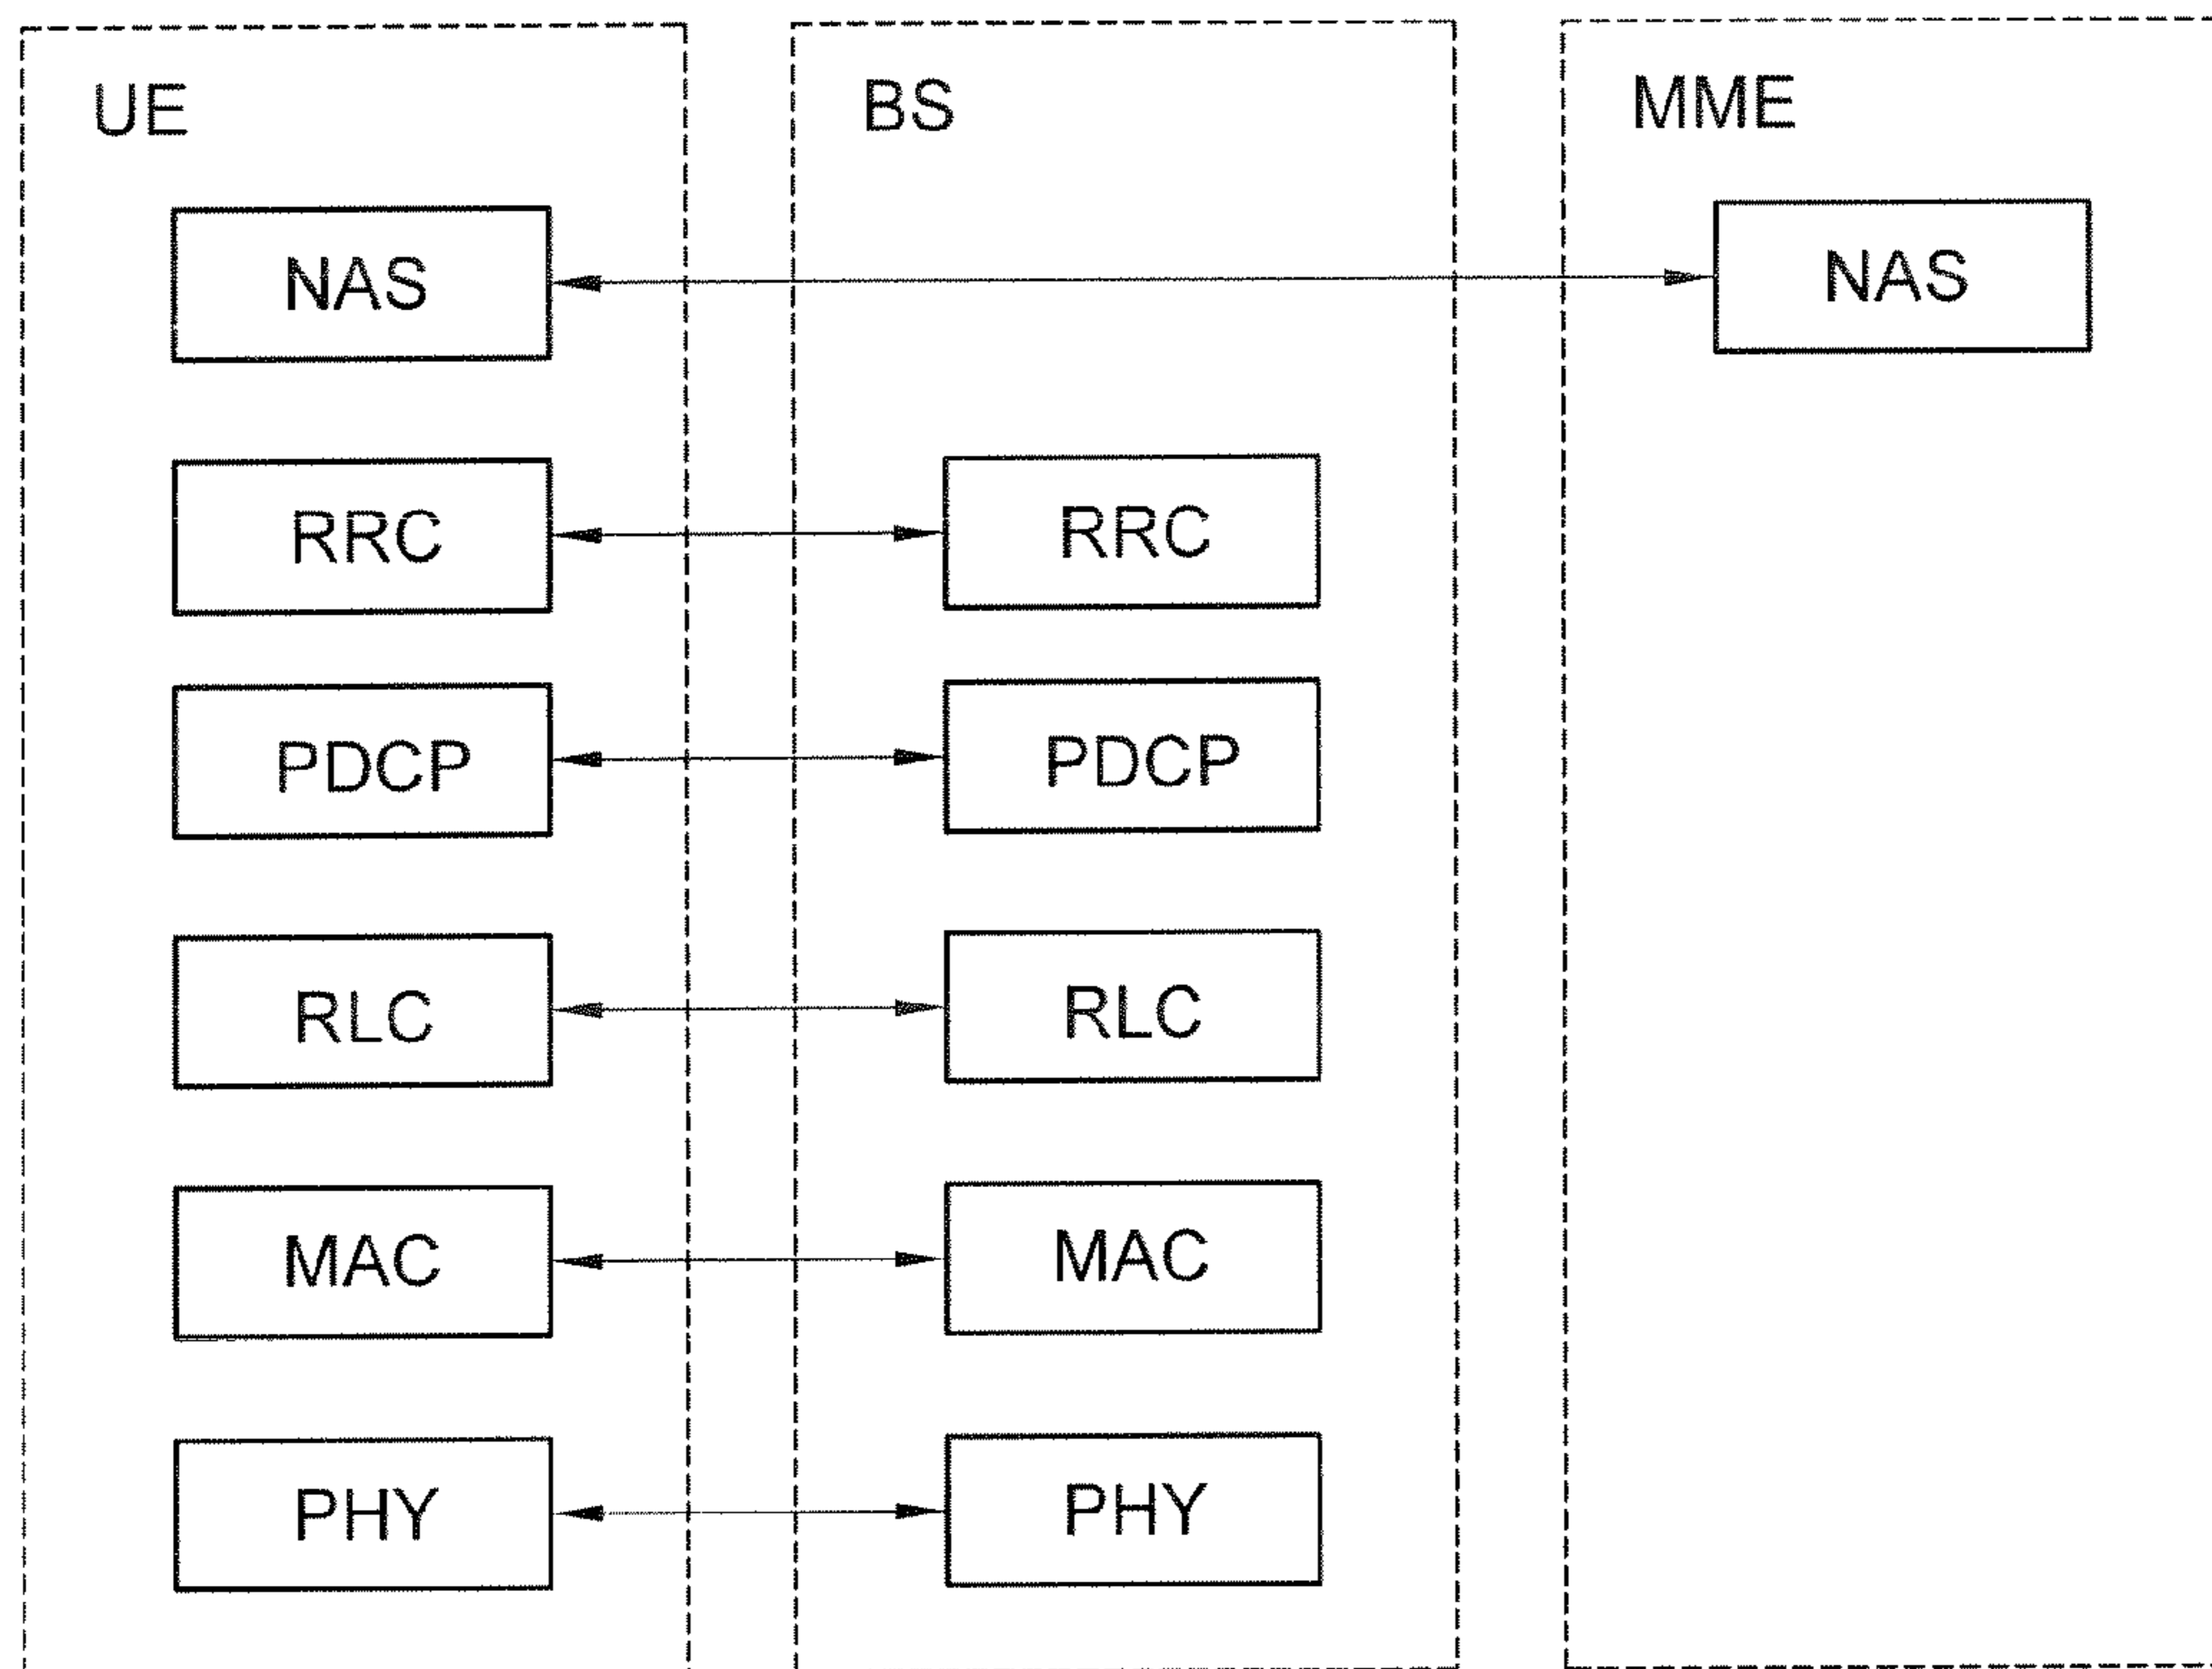 UE
BS
MME
NAS
NAS
RRC
RRC
PDCP
PDCP
RLC
RLC
MAC
MAC
PHY
PHY